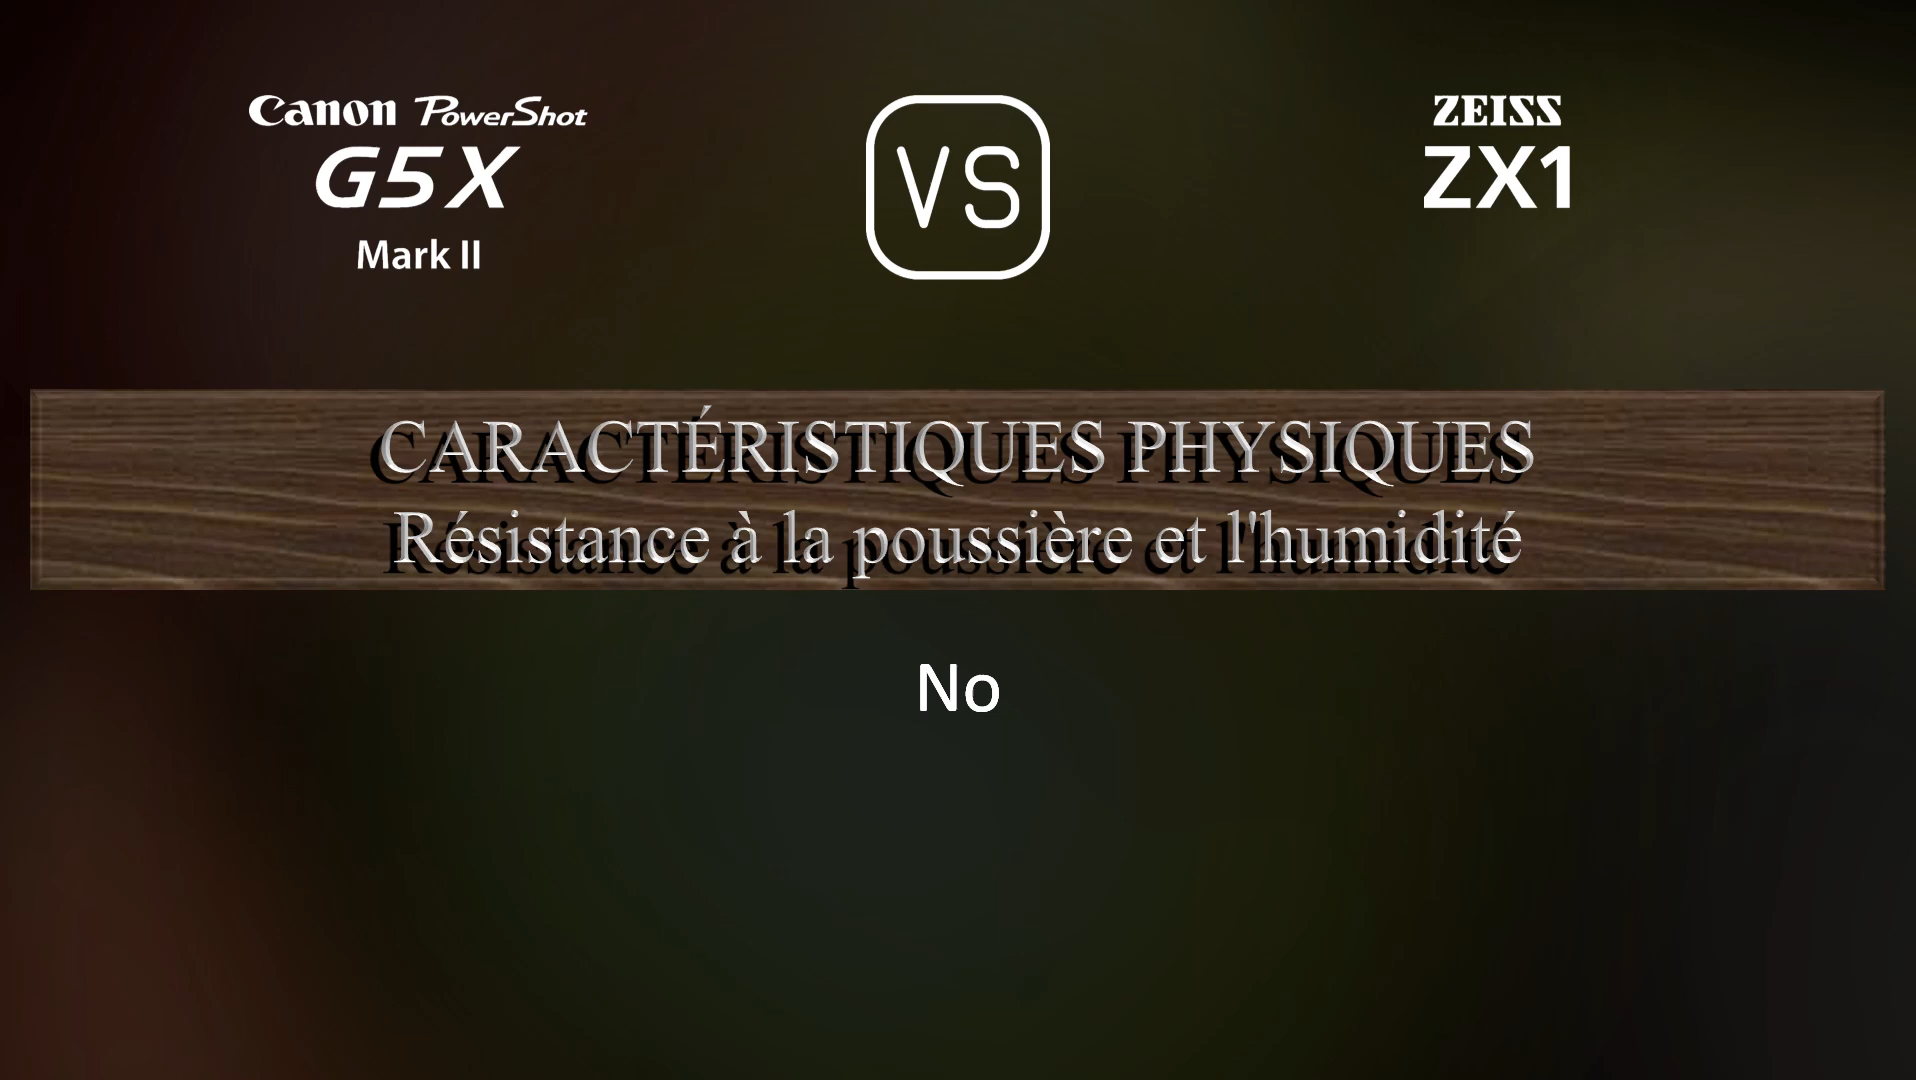 Canon PowerShot
G5 X
Mark II
VS
ZEISS
ZX1
CARACTÉRISTIQUES PHYSIQUES
Résistance à la poussière et l'humidité
No